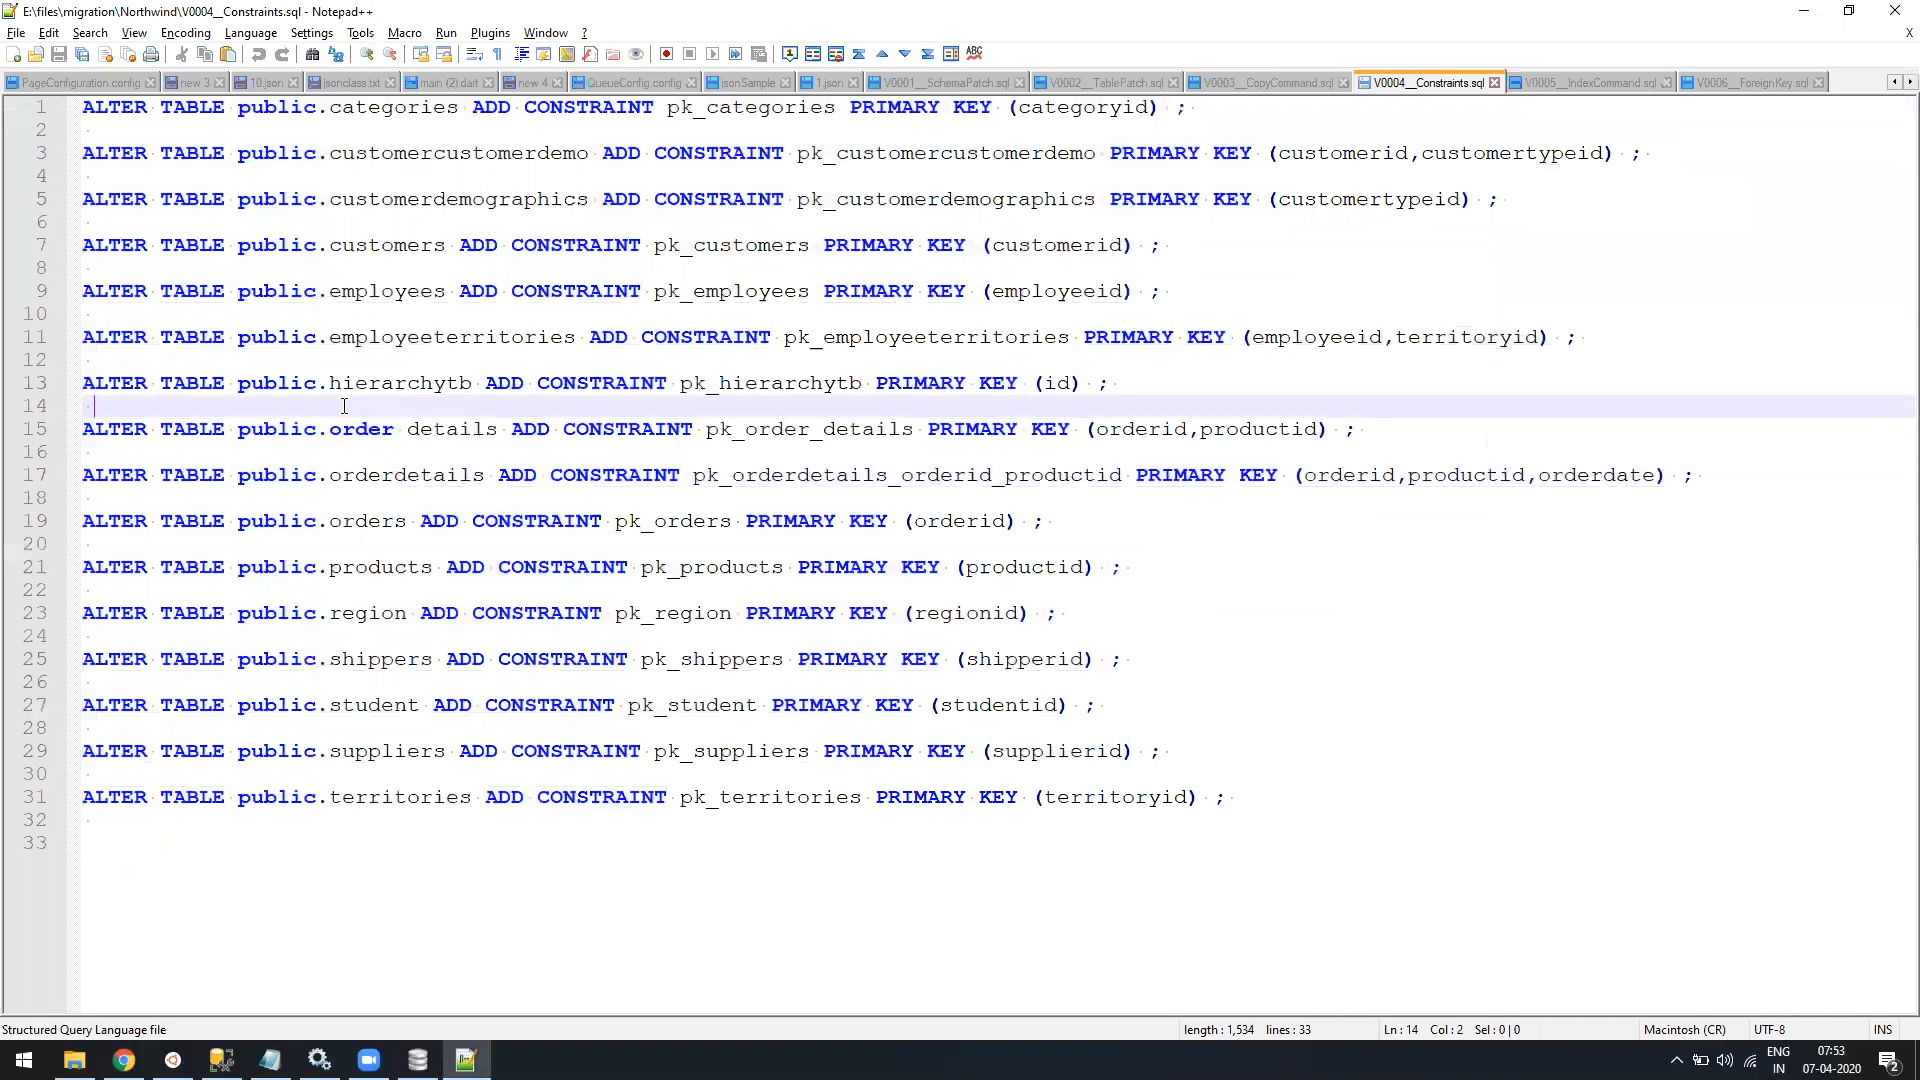 E:\files\migration\Northwind\V0004__Constraints.sql - Notepad++
File Edit Search View Encoding Language Settings Tools Macro Run Plugins Window ? X
PageConfiguration.config new 3 10.json jsonclass.txt main (2).dart new 4 QueueConfig.config jsonSample 1.json V0001__SchemaPatch.sql V0002__TablePatch.sql V0003__CopyCommand.sql V0004__Constraints.sql V0005__IndexCommand.sql V0006__ForeignKey.sql
1 ALTER TABLE public.categories ADD CONSTRAINT pk_categories PRIMARY KEY (categoryid) ;
2
3 ALTER TABLE public.customercustomerdemo ADD CONSTRAINT pk_customercustomerdemo PRIMARY KEY (customerid,customertypeid) ;
4
5 ALTER TABLE public.customerdemographics ADD CONSTRAINT pk_customerdemographics PRIMARY KEY (customertypeid) ;
6
7 ALTER TABLE public.customers ADD CONSTRAINT pk_customers PRIMARY KEY (customerid) ;
8
9 ALTER TABLE public.employees ADD CONSTRAINT pk_employees PRIMARY KEY (employeeid) ;
10
11 ALTER TABLE public.employeeterritories ADD CONSTRAINT pk_employeeterritories PRIMARY KEY (employeeid,territoryid) ;
12
13 ALTER TABLE public.hierarchytb ADD CONSTRAINT pk_hierarchytb PRIMARY KEY (id) ;
14
15 ALTER TABLE public.order details ADD CONSTRAINT pk_order_details PRIMARY KEY (orderid,productid) ;
16
17 ALTER TABLE public.orderdetails ADD CONSTRAINT pk_orderdetails_orderid_productid PRIMARY KEY (orderid,productid,orderdate) ;
18
19 ALTER TABLE public.orders ADD CONSTRAINT pk_orders PRIMARY KEY (orderid) ;
20
21 ALTER TABLE public.products ADD CONSTRAINT pk_products PRIMARY KEY (productid) ;
22
23 ALTER TABLE public.region ADD CONSTRAINT pk_region PRIMARY KEY (regionid) ;
24
25 ALTER TABLE public.shippers ADD CONSTRAINT pk_shippers PRIMARY KEY (shipperid) ;
26
27 ALTER TABLE public.student ADD CONSTRAINT pk_student PRIMARY KEY (studentid) ;
28
29 ALTER TABLE public.suppliers ADD CONSTRAINT pk_suppliers PRIMARY KEY (supplierid) ;
30
31 ALTER TABLE public.territories ADD CONSTRAINT pk_territories PRIMARY KEY (territoryid) ;
32
33
Structured Query Language file length : 1,534 lines : 33 Ln : 14 Col : 2 Sel : 0 | 0 Macintosh (CR) UTF-8 INS
ENG 07:53
IN 07-04-2020 2